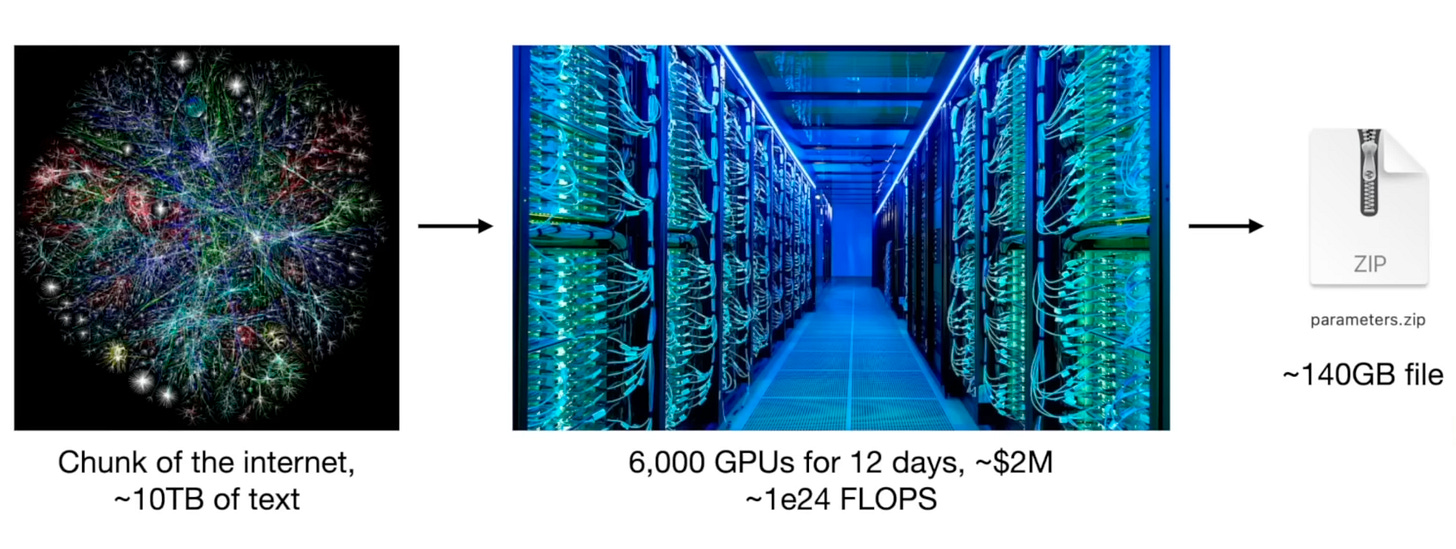 Chunk of the internet,
~10TB of text
6,000 GPUs for 12 days, ~$2M
~1e24 FLOPS
ZIP
parameters.zip
~140GB file